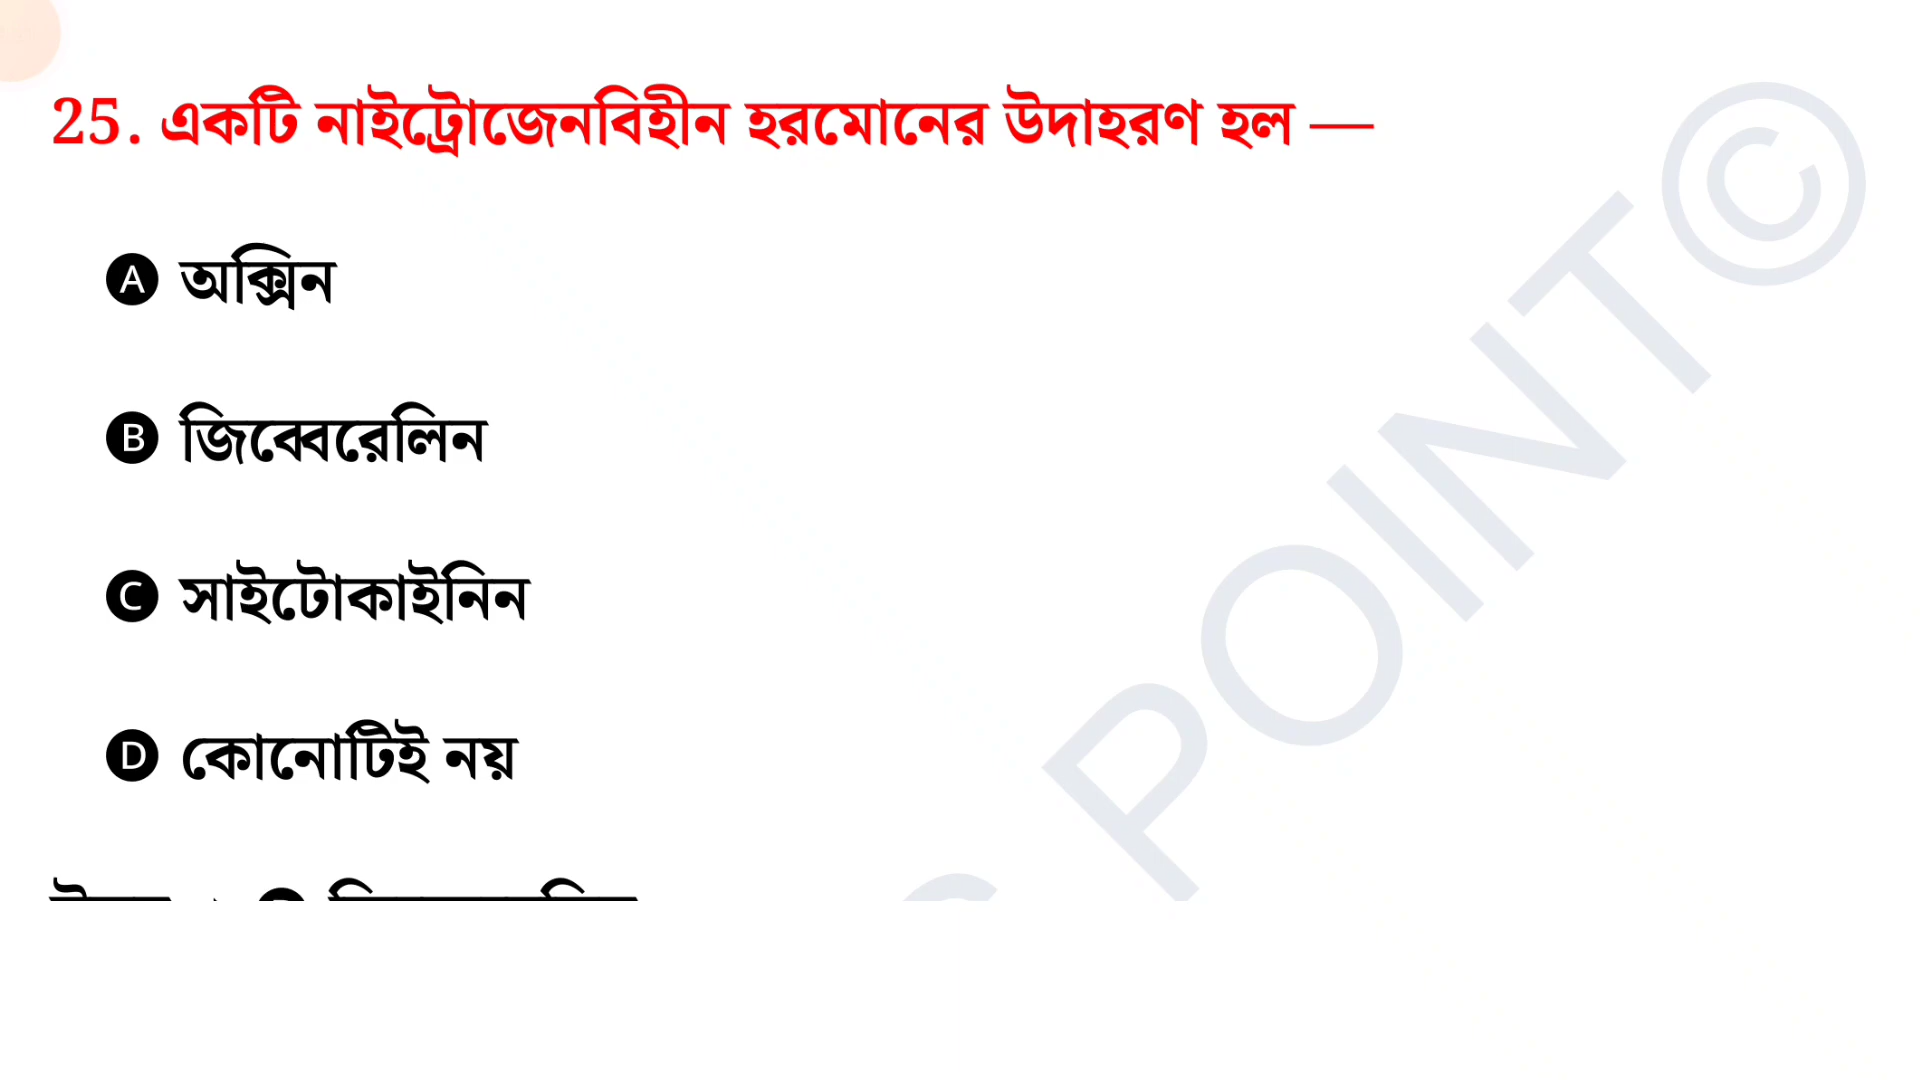 25. একটি নাইট্রোজেনবিহীন হরমোনের উদাহরণ হল —
A অক্সিন
B জিব্বেরেলিন
C সাইটোকাইনিন
D কোনোটিই নয়
POINT©